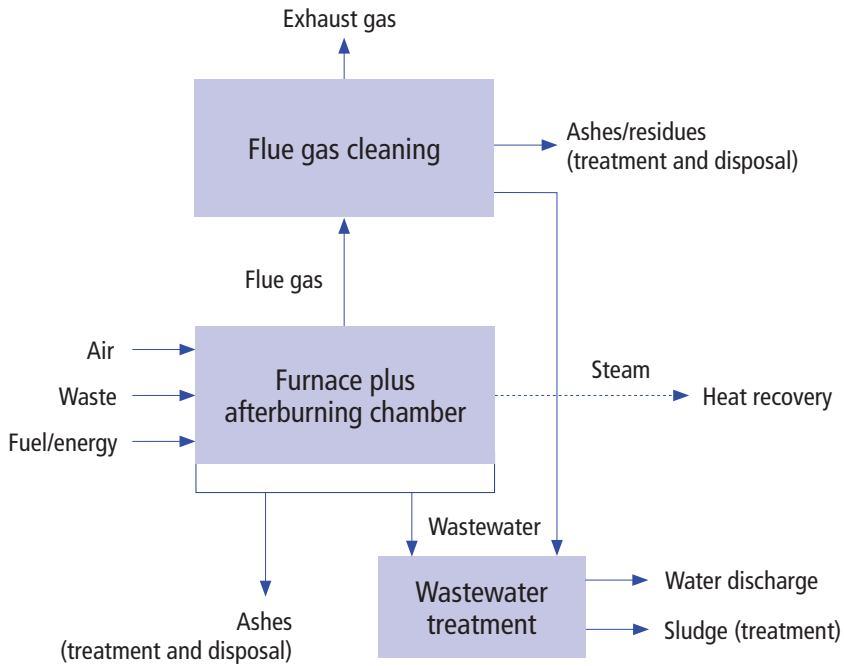 Exhaust gas
Flue gas cleaning
Ashes/residues
(treatment and disposal)
Flue gas
Air
Waste
Fuel/energy
Furnace plus
afterburning chamber
Steam
Heat recovery
Wastewater
Ashes
(treatment and disposal)
Wastewater
treatment
Water discharge
Sludge (treatment)